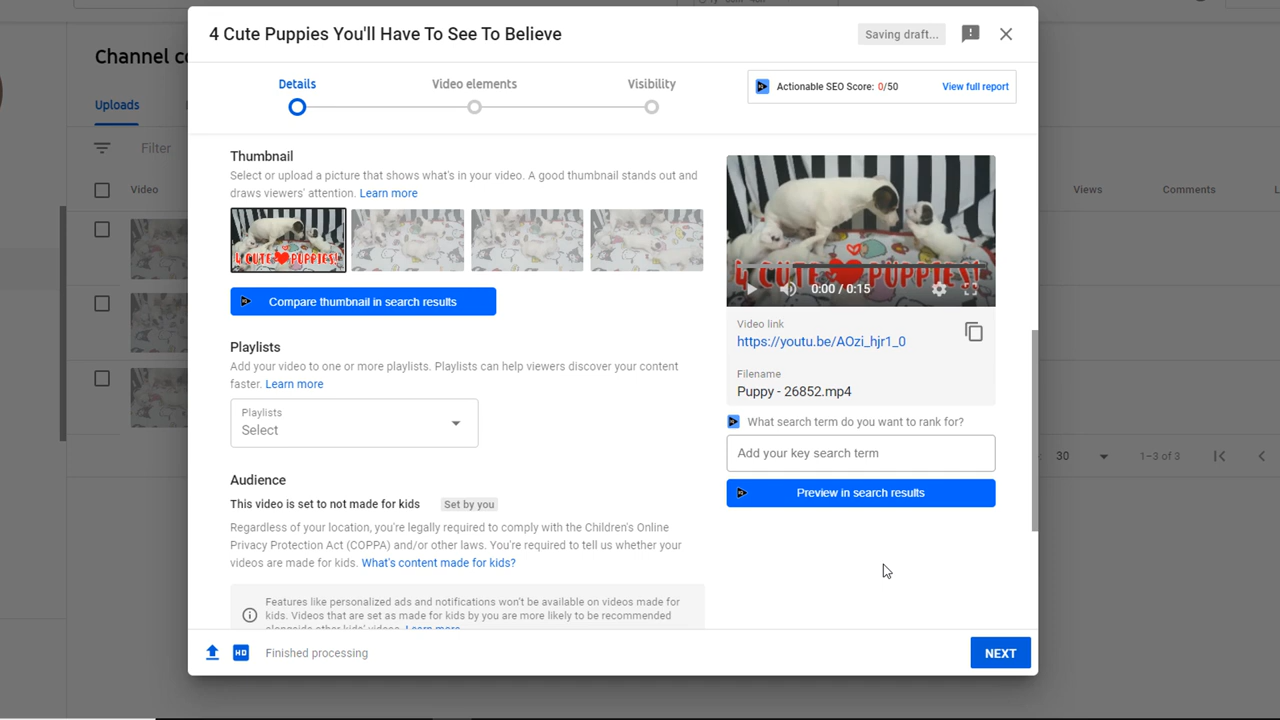 4 Cute Puppies You'll Have To See To Believe
Saving draft...
Channel c
Details
Video elements
Visibility
Actionable SEO Score: 0/50
View full report
Uploads
Filter
Video
Views
Comments
Thumbnail
Select or upload a picture that shows what's in your video. A good thumbnail stands out and
draws viewers' attention. Learn more
4 CUTE PUPPIES!
Compare thumbnail in search results
Playlists
Add your video to one or more playlists. Playlists can help viewers discover your content
faster. Learn more
Playlists
Select
Audience
This video is set to not made for kids Set by you
Regardless of your location, you're legally required to comply with the Children's Online
Privacy Protection Act (COPPA) and/or other laws. You're required to tell us whether your
videos are made for kids. What's content made for kids?
Features like personalized ads and notifications won't be available on videos made for
kids. Videos that are set as made for kids by you are more likely to be recommended
alongside other kids' videos. Learn more
4 CUTE PUPPIES!
0:00 / 0:15
Video link
https://youtu.be/AOzi_hjr1_0
Filename
Puppy - 26852.mp4
What search term do you want to rank for?
Add your key search term
Preview in search results
30
1–3 of 3
HD
Finished processing
NEXT